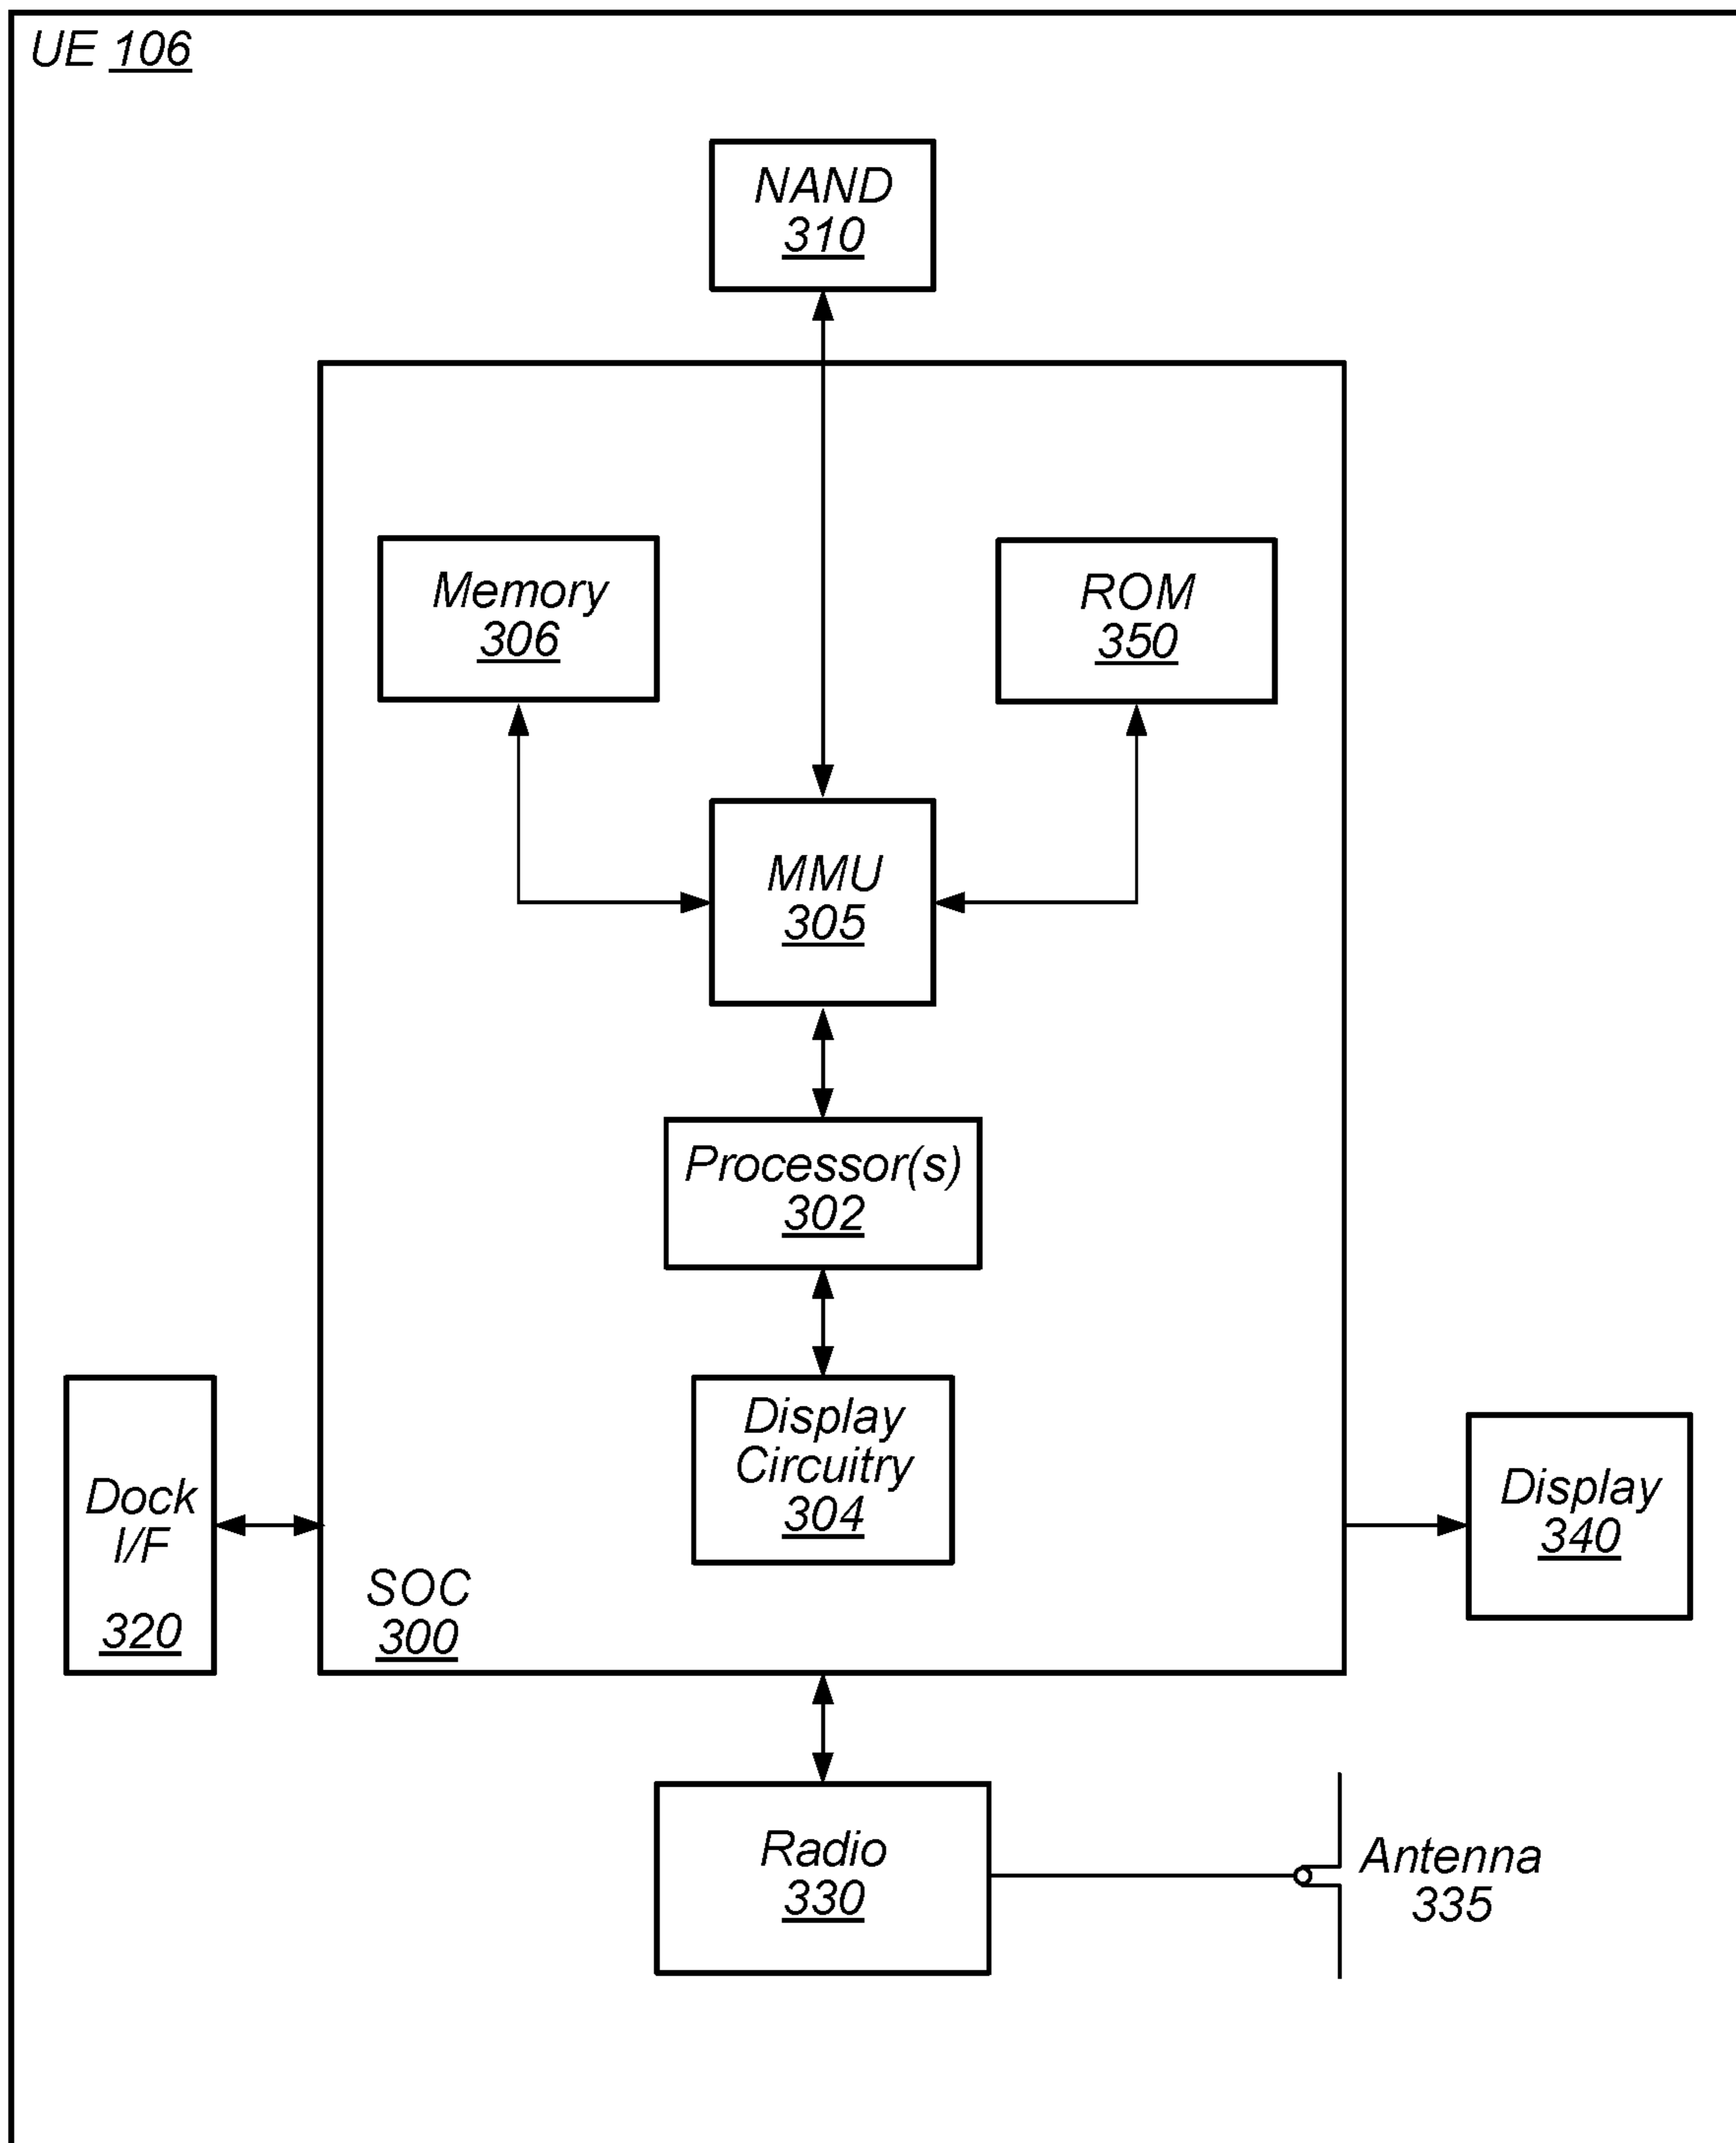 UE 106
NAND
310
Memory
306
ROM
350
MMU
305
Processor(s)
302
Display
Circuitry
304
Dock
I/F
320
SOC
300
Display
340
Radio
330
Antenna
335